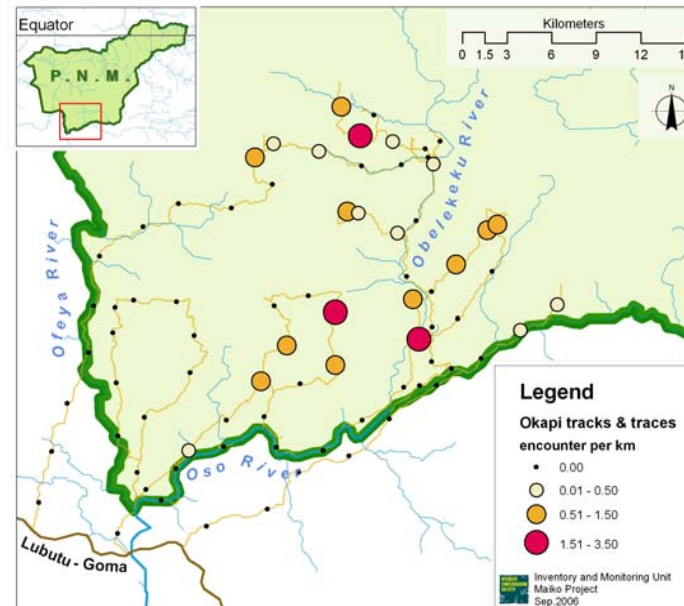 Equator
P. N. M.
Kilometers
0 1.5 3 6 9 12 15
N
Obelekeku River
Ofeya River
Oso River
Lubutu - Goma
Legend
Okapi tracks & traces
encounter per km
0.00
0.01 - 0.50
0.51 - 1.50
1.51 - 3.50
Inventory and Monitoring Unit
Maiko Project
Sep.2006